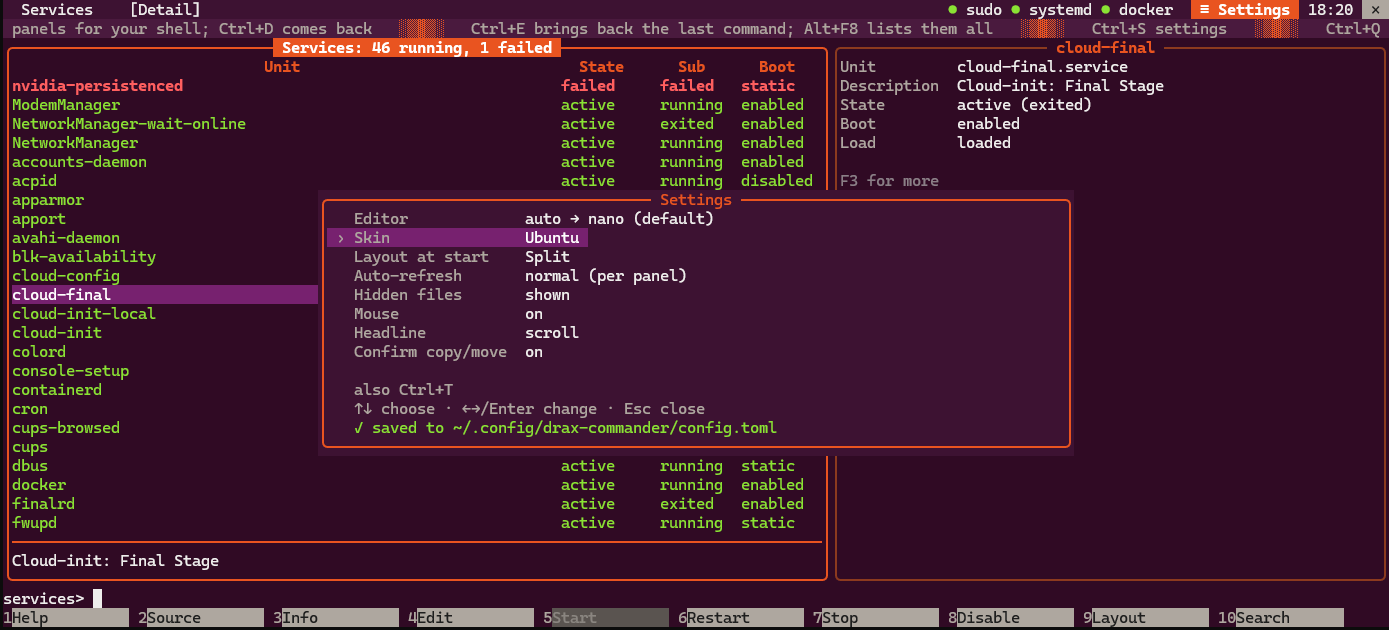 Services [Detail] ● sudo ● systemd ● docker ≡ Settings 18:20 ×
panels for your shell; Ctrl+D comes back Ctrl+E brings back the last command; Alt+F8 lists them all Ctrl+S settings Ctrl+Q
Services: 46 running, 1 failed
Unit State Sub Boot
nvidia-persistenced failed failed static
ModemManager active running enabled
NetworkManager-wait-online active exited enabled
NetworkManager active running enabled
accounts-daemon active running enabled
acpid active running disabled
apparmor
apport
avahi-daemon
blk-availability
cloud-config
cloud-final
cloud-init-local
cloud-init
colord
console-setup
containerd
cron
cups-browsed
cups
dbus active running static
docker active running enabled
finalrd active exited enabled
fwupd active running static
Cloud-init: Final Stage
cloud-final
Unit cloud-final.service
Description Cloud-init: Final Stage
State active (exited)
Boot enabled
Load loaded
F3 for more
Settings
Editor auto → nano (default)
› Skin Ubuntu
Layout at start Split
Auto-refresh normal (per panel)
Hidden files shown
Mouse on
Headline scroll
Confirm copy/move on
also Ctrl+T
↑↓ choose · ←→/Enter change · Esc close
✓ saved to ~/.config/drax-commander/config.toml
services>
1Help 2Source 3Info 4Edit 5Start 6Restart 7Stop 8Disable 9Layout 10Search